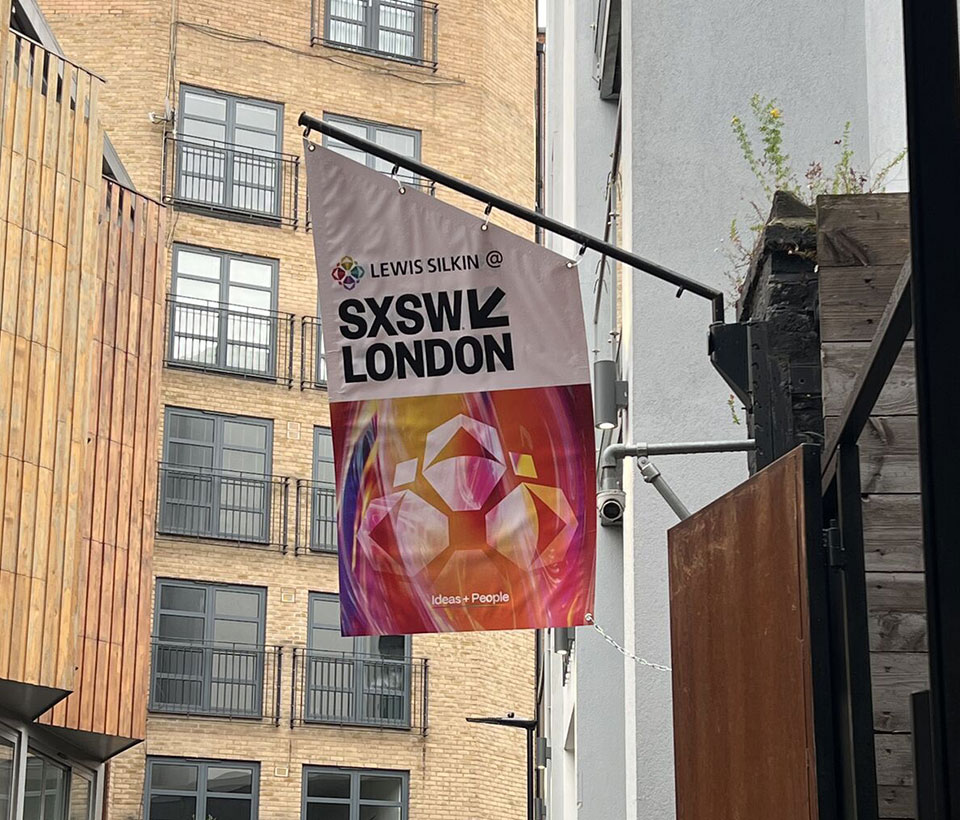 LEWIS SILKIN @
SXSW
LONDON
Ideas + People